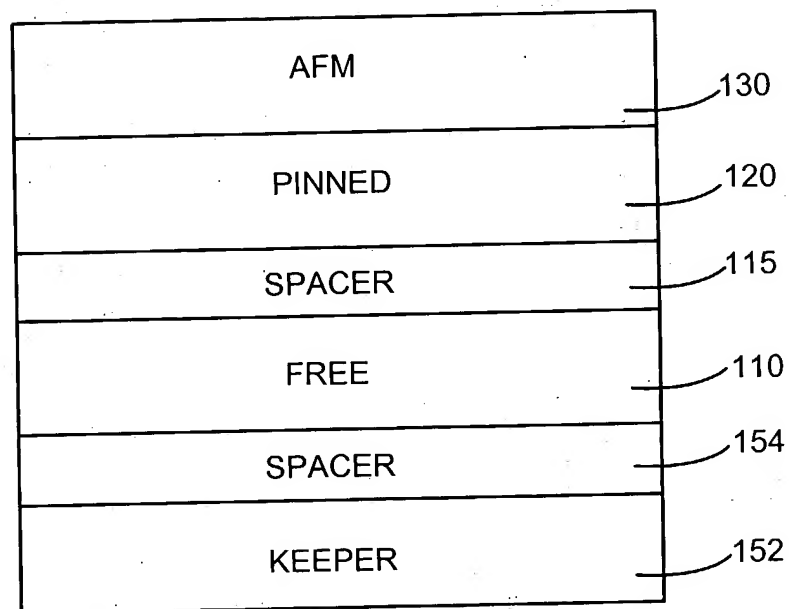 AFM
130
PINNED
120
SPACER
115
FREE
110
SPACER
154
KEEPER
152